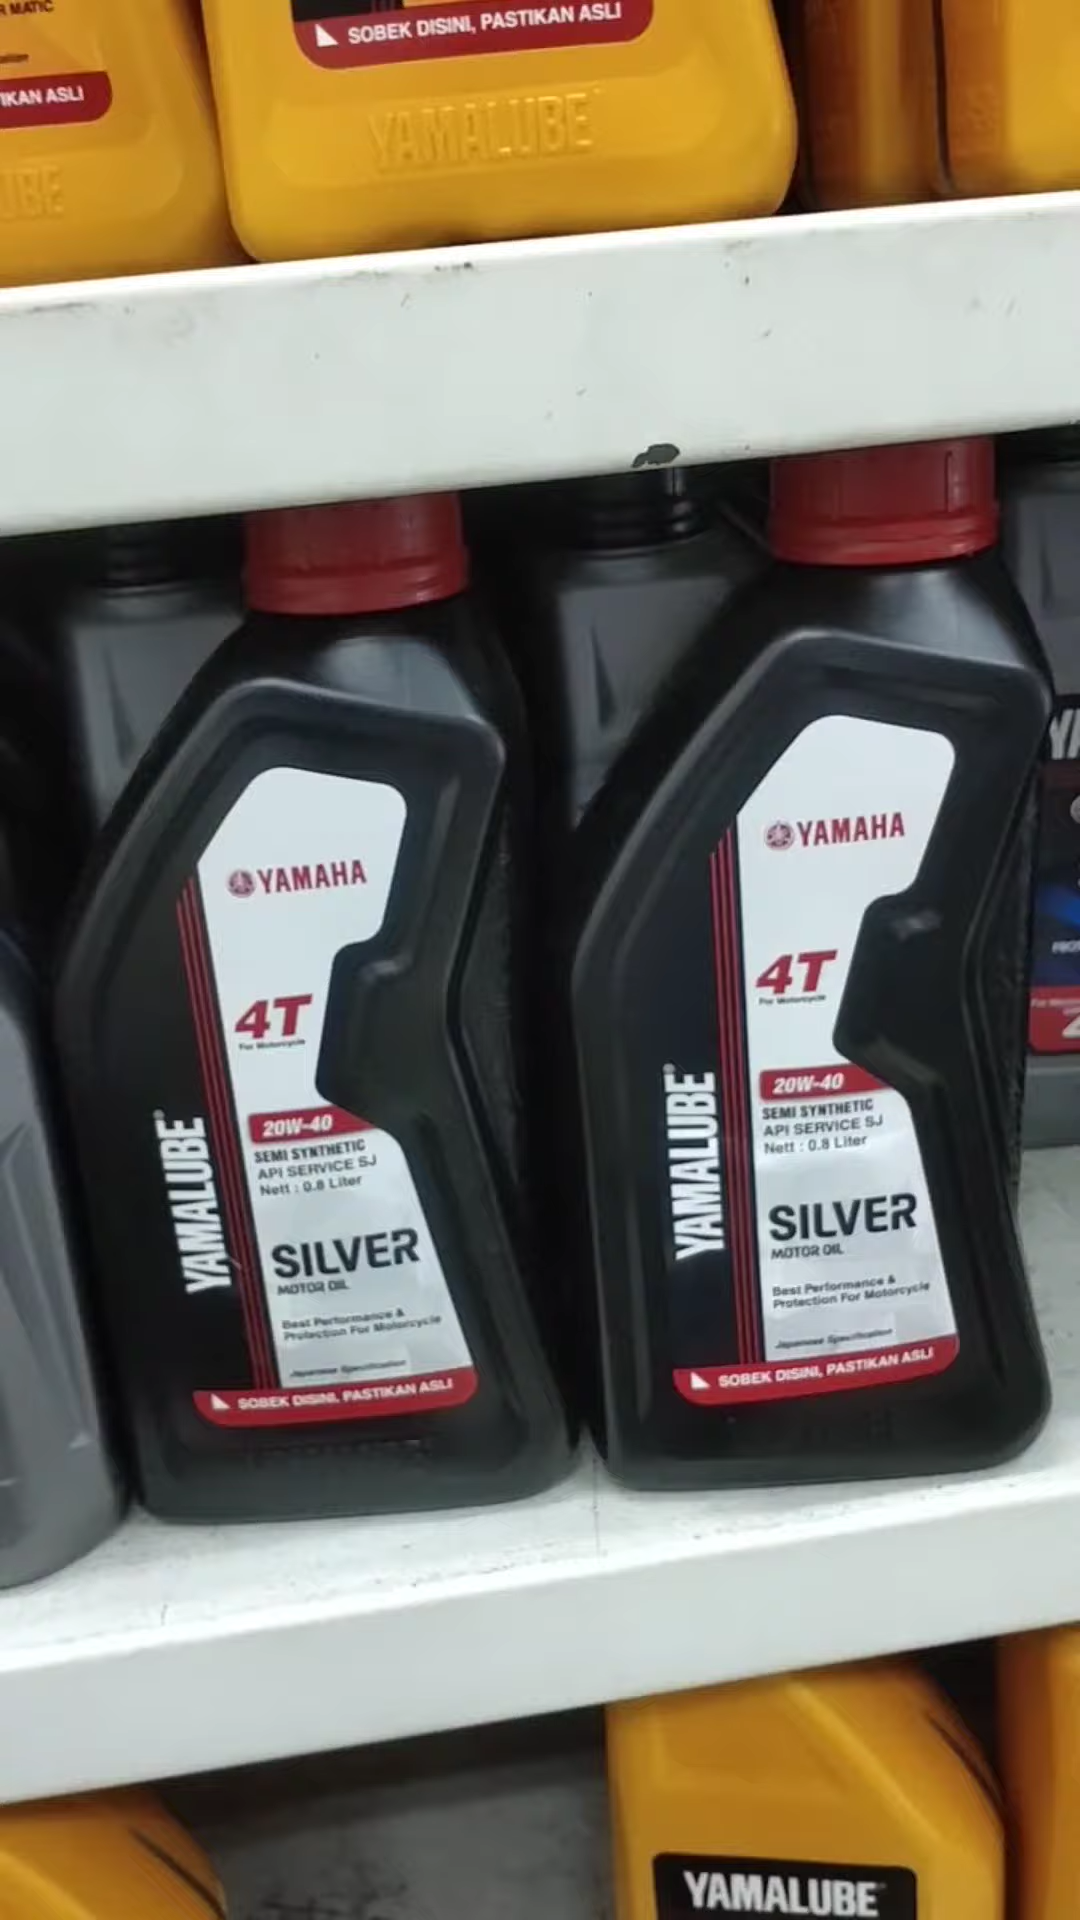 R MATIC
IKAN ASLI
UBE
SOBEK DISINI, PASTIKAN ASLI
YAMALUBE
YAMAHA
4T
For Motorcycle
20W-40
SEMI SYNTHETIC
API SERVICE SJ
Nett : 0.8 Liter
YAMALUBE
SILVER
MOTOR OIL
Best Performance &
Protection For Motorcycle
Japanese Specification
SOBEK DISINI, PASTIKAN ASLI
YAMAHA
4T
For Motorcycle
20W-40
SEMI SYNTHETIC
API SERVICE SJ
Nett : 0.8 Liter
YAMALUBE
SILVER
MOTOR OIL
Best Performance &
Protection For Motorcycle
Japanese Specification
SOBEK DISINI, PASTIKAN ASLI
YA
YAMALUBE